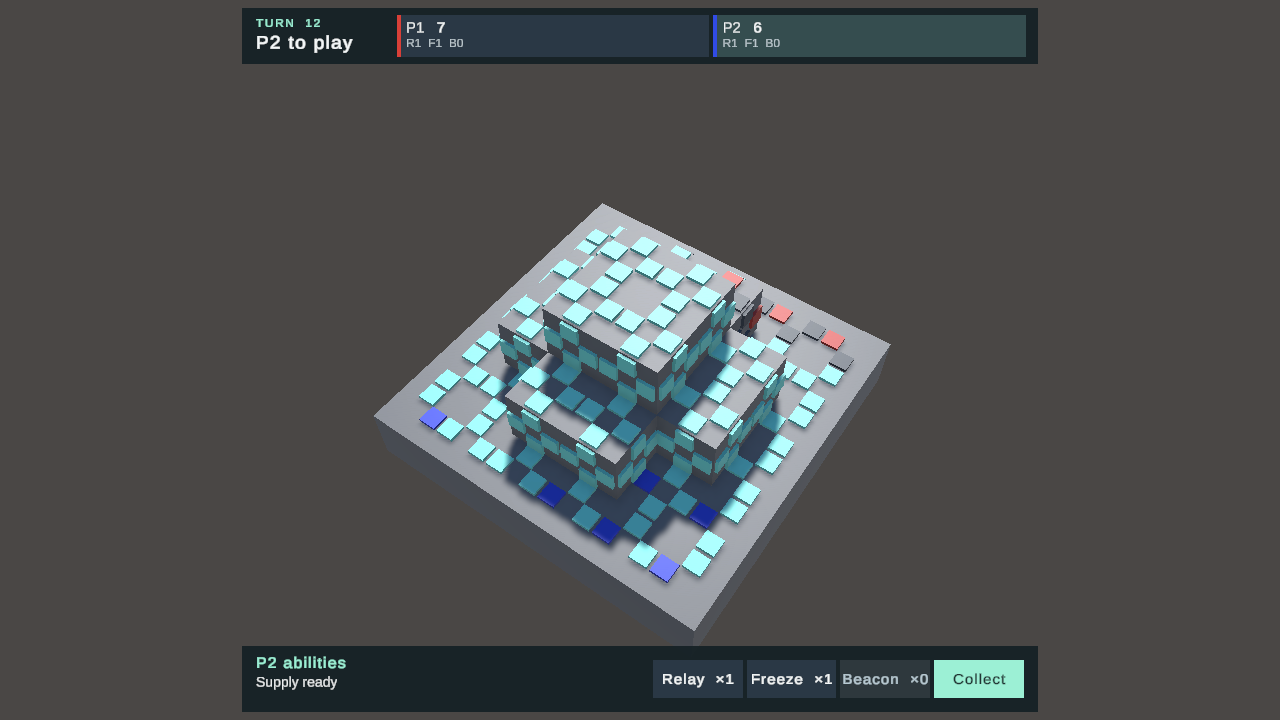 TURN 12
P2 to play
P1 7
R1 F1 B0
P2 6
R1 F1 B0
P2 abilities
Supply ready
Relay ×1
Freeze ×1
Beacon ×0
Collect